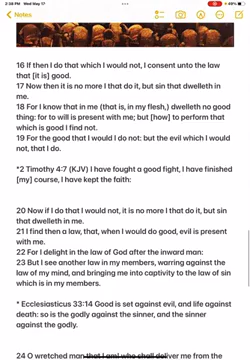 2:38 PM Wed May 17
49%
Notes
16 If then I do that which I would not, I consent unto the law
that [it is] good.
17 Now then it is no more I that do it, but sin that dwelleth in
me.
18 For I know that in me (that is, in my flesh,) dwelleth no good
thing: for to will is present with me; but [how] to perform that
which is good I find not.
19 For the good that I would I do not: but the evil which I would
not, that I do.
*2 Timothy 4:7 (KJV) I have fought a good fight, I have finished
[my] course, I have kept the faith:
20 Now if I do that I would not, it is no more I that do it, but sin
that dwelleth in me.
21 I find then a law, that, when I would do good, evil is present
with me.
22 For I delight in the law of God after the inward man:
23 But I see another law in my members, warring against the
law of my mind, and bringing me into captivity to the law of sin
which is in my members.
* Ecclesiasticus 33:14 Good is set against evil, and life against
death: so is the godly against the sinner, and the sinner
against the godly.
24 O wretched man that I am! who shall deliver me from the